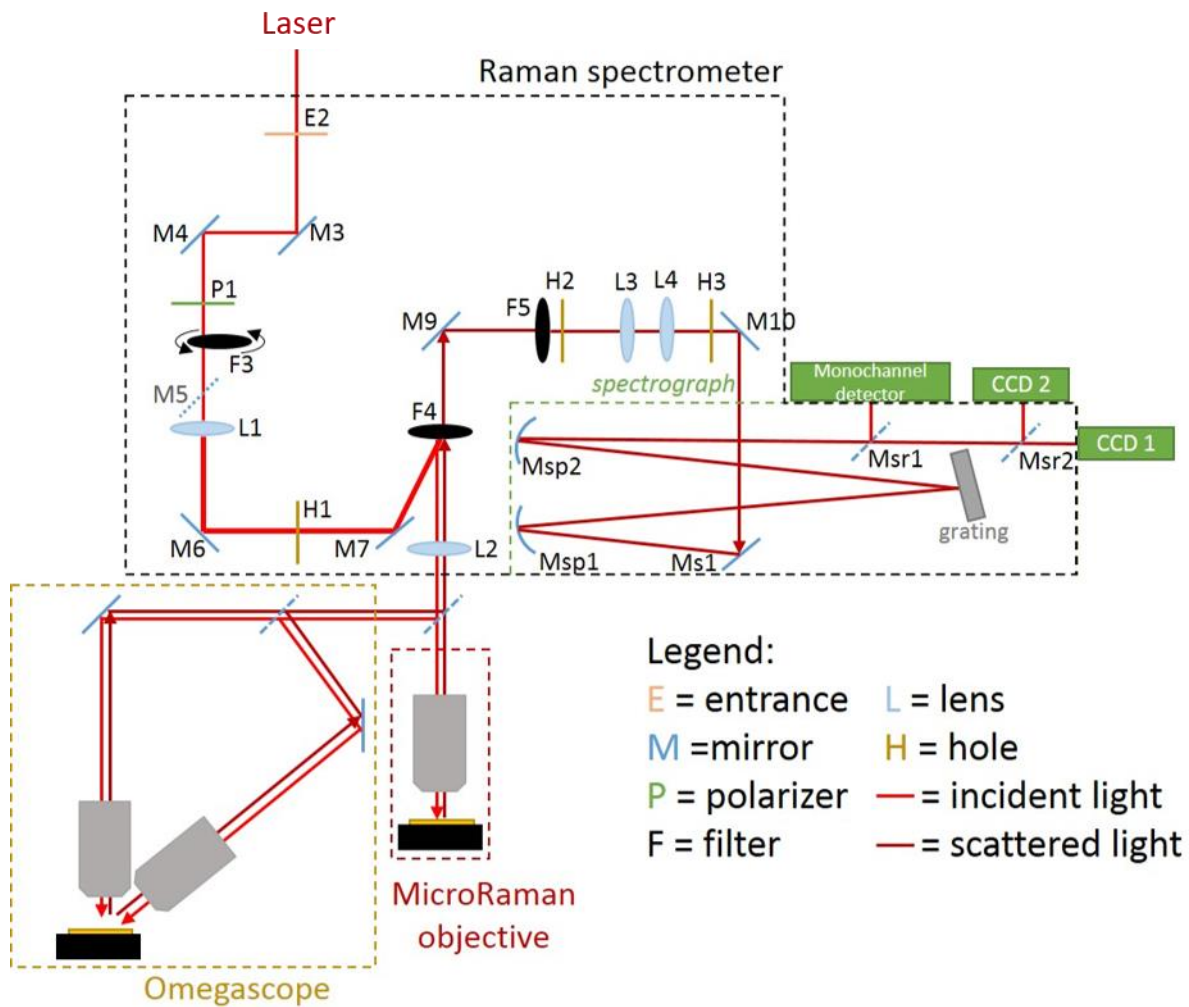 Laser
Raman spectrometer
E2
M4
M3
P1
F3
M5
L1
M6
H1
M7
F4
L2
M9
F5
H2
L3
L4
H3
M10
spectrograph
Monochannel
detector
CCD 2
CCD 1
Msr1
Msr2
Msp2
grating
Msp1
Ms1
MicroRaman
objective
Omegascope
Legend:
E = entrance
L = lens
M =mirror
H = hole
P = polarizer
= incident light
F = filter
= scattered light